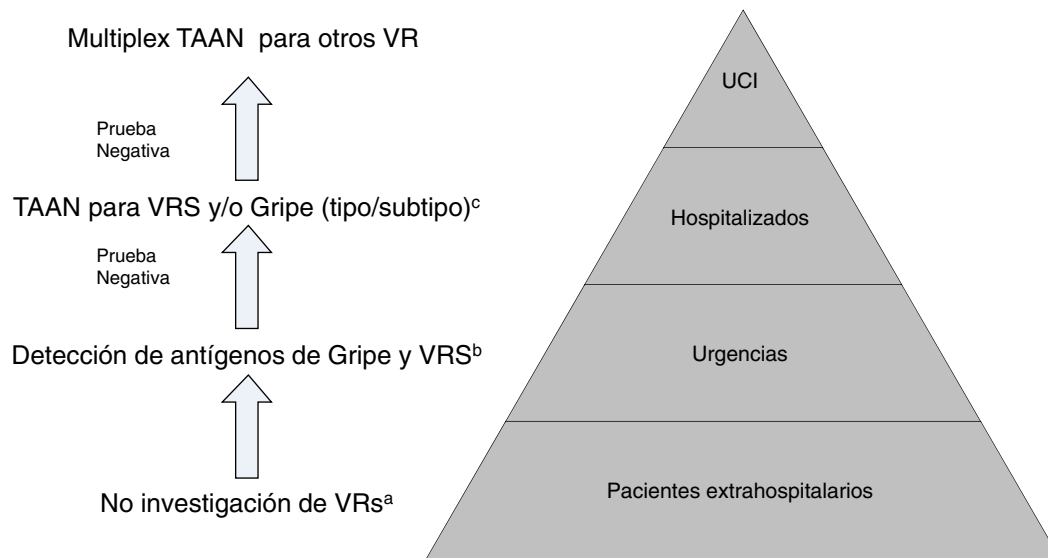 Multiplex TAAN para otros VR
Prueba
Negativa
TAAN para VRS y/o Gripe (tipo/subtipo)ᶜ
Prueba
Negativa
Detección de antígenos de Gripe y VRSᵇ
No investigación de VRsᵃ
UCI
Hospitalizados
Urgencias
Pacientes extrahospitalarios